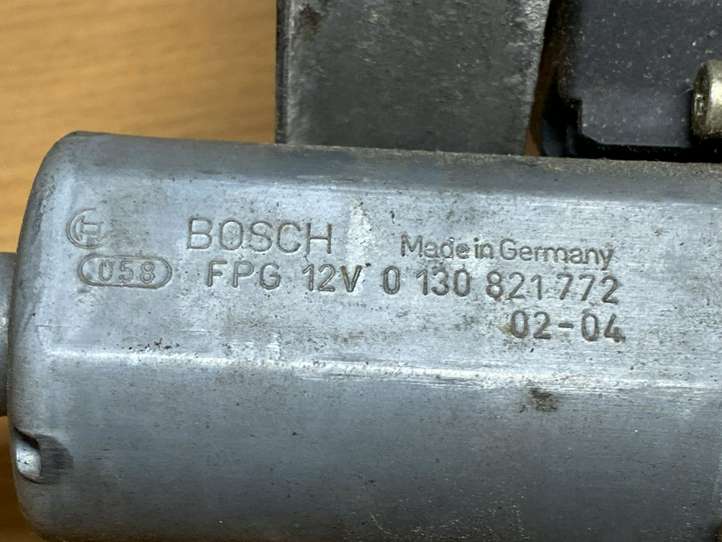 BOSCH Made in Germany
058 FPG 12V 0 130 821 772
02-04